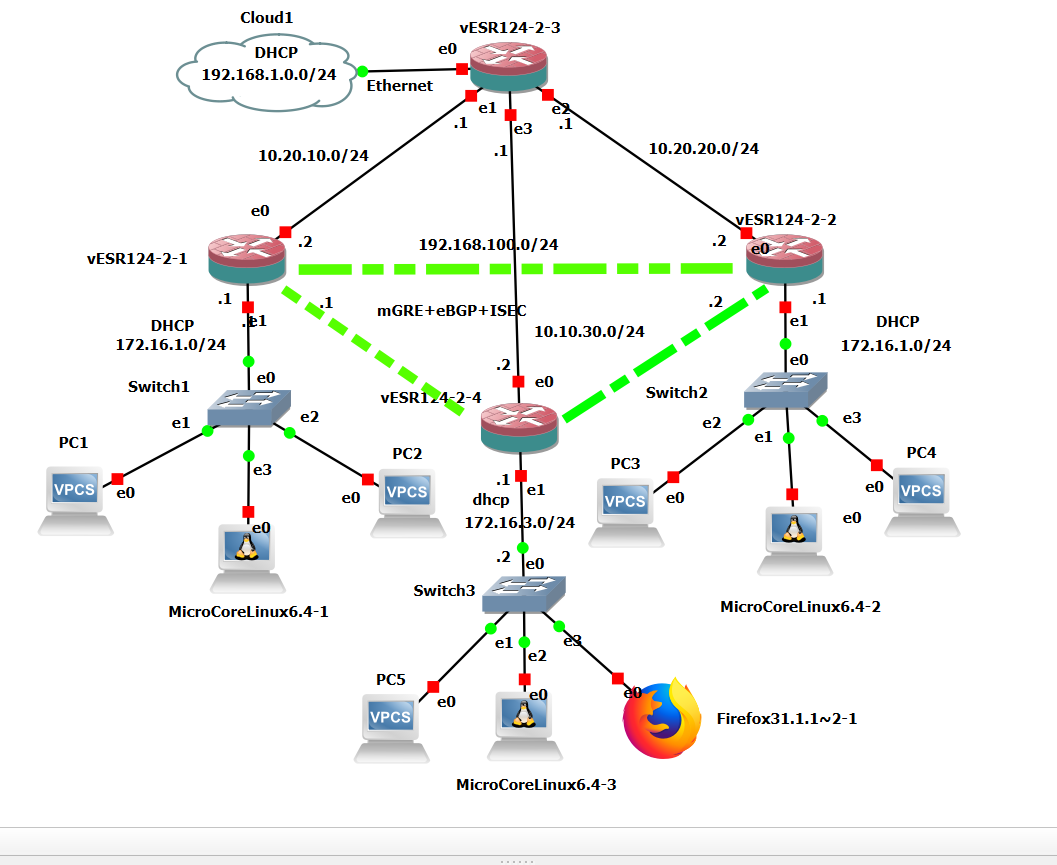 Cloud1
vESR124-2-3
DHCP
192.168.1.0.0/24
e0
Ethernet
e1
e2
.1
e3
.1
.1
10.20.10.0/24
10.20.20.0/24
e0
vESR124-2-2
.2
192.168.100.0/24
.2
e0
vESR124-2-1
.1
.1
mGRE+eBGP+ISEC
.2
.1
.1
e1
e1
DHCP
172.16.1.0/24
10.10.30.0/24
DHCP
172.16.1.0/24
.2
e0
e0
e0
Switch1
vESR124-2-4
Switch2
e1
e2
e2
e1
e3
PC1
PC2
e3
PC3
PC4
VPCS
e0
VPCS
e0
.1
e1
dhcp
VPCS
e0
VPCS
e0
172.16.3.0/24
e0
e0
.2
e0
MicroCoreLinux6.4-1
Switch3
MicroCoreLinux6.4-2
e1
e2
e3
PC5
VPCS
e0
e0
e0
Firefox31.1.1~2-1
MicroCoreLinux6.4-3